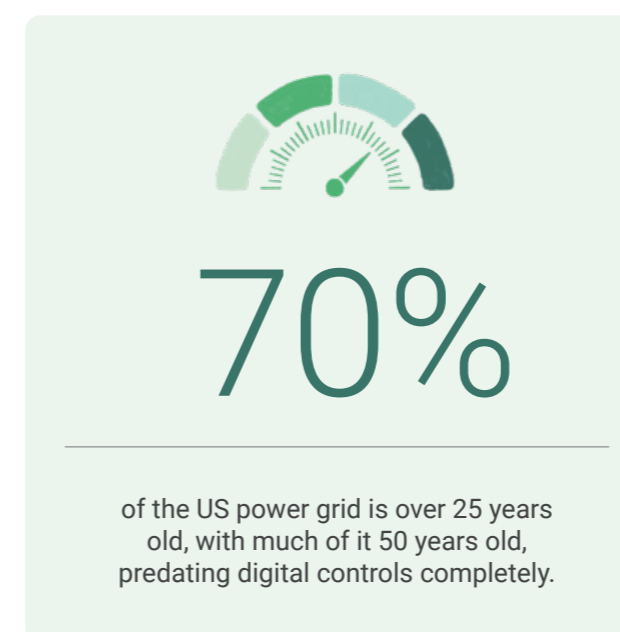 70%
of the US power grid is over 25 years
old, with much of it 50 years old,
predating digital controls completely.